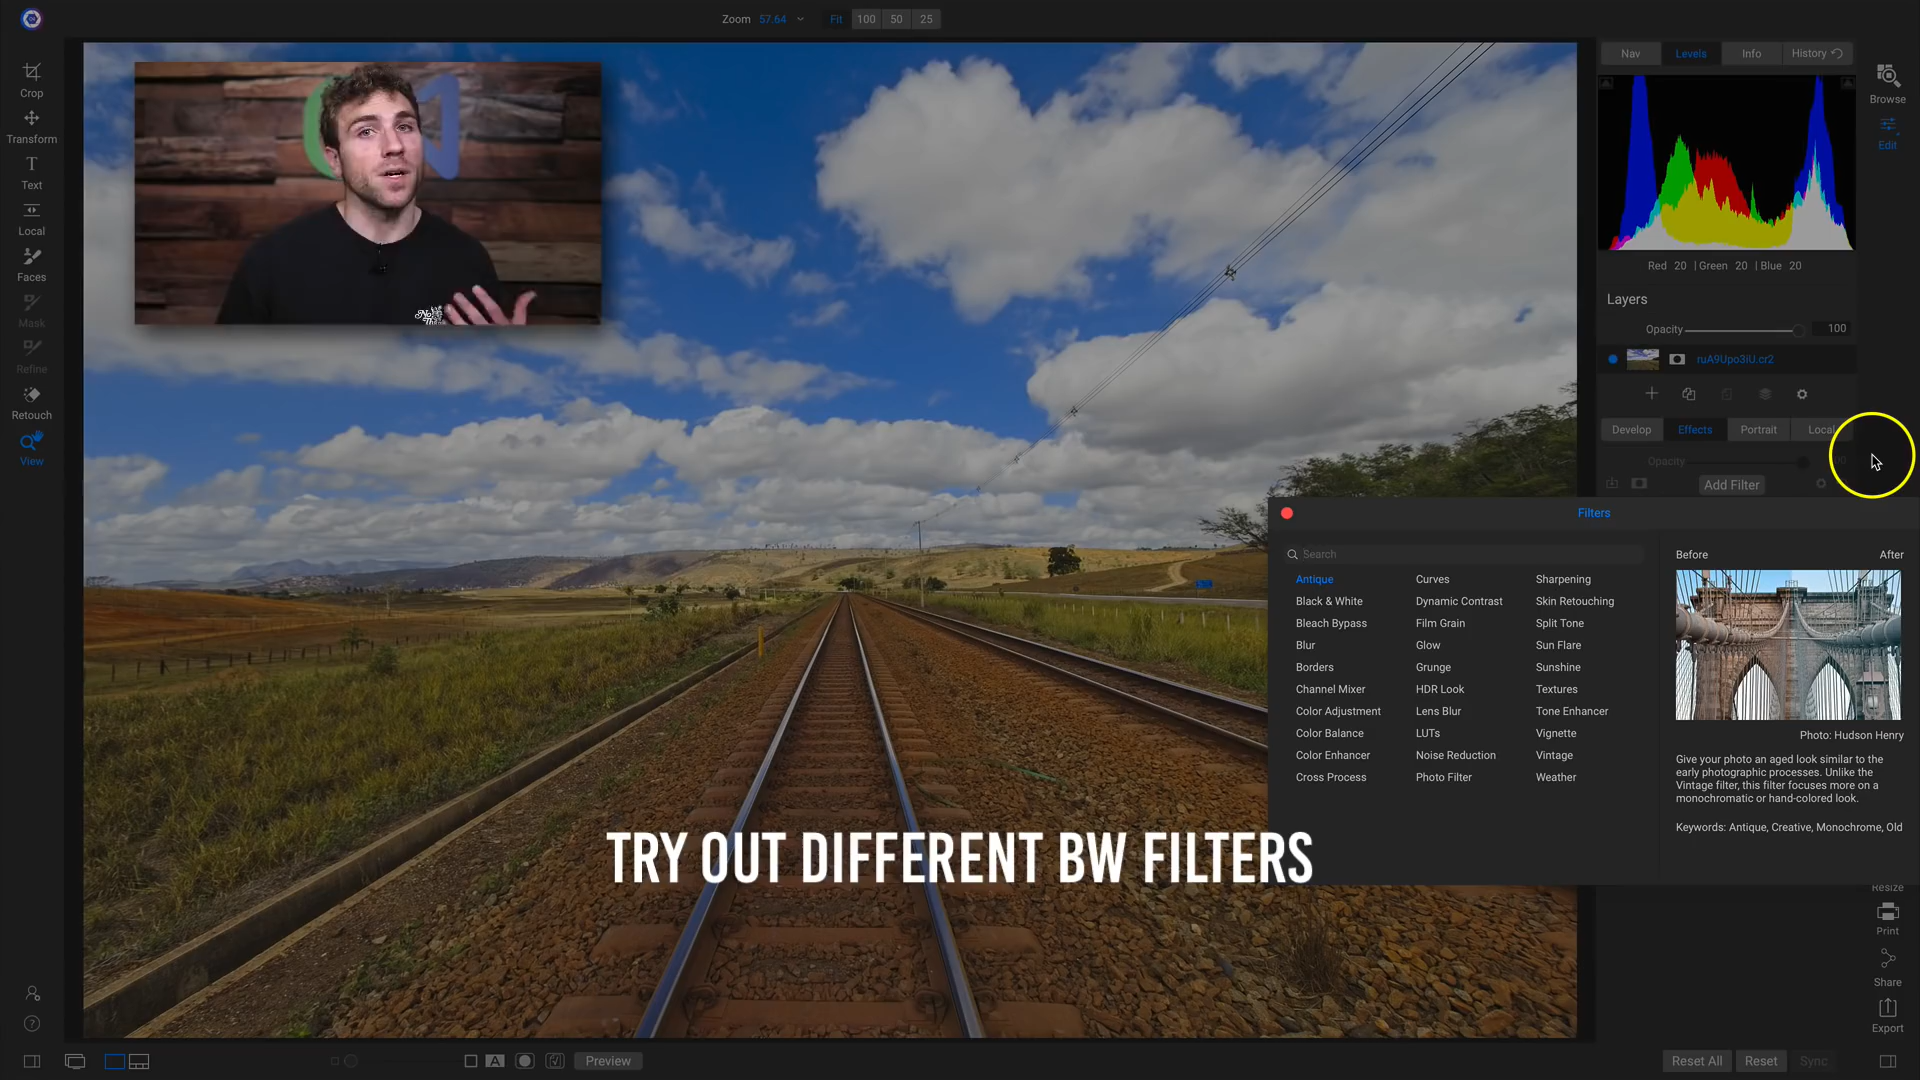 Zoom 57.64 Fit 100 50 25
Crop
Transform
T
Text
Local
Faces
Mask
Refine
Retouch
View
Nav Levels Info History
Browse
Edit
Red 20 | Green 20 | Blue 20
Layers
Opacity 100
ruA9Upo3iU.cr2
Develop Effects Portrait Local
Opacity
Add Filter
Filters
Search
Antique Curves Sharpening
Black & White Dynamic Contrast Skin Retouching
Bleach Bypass Film Grain Split Tone
Blur Glow Sun Flare
Borders Grunge Sunshine
Channel Mixer HDR Look Textures
Color Adjustment Lens Blur Tone Enhancer
Color Balance LUTs Vignette
Color Enhancer Noise Reduction Vintage
Cross Process Photo Filter Weather
Before After
Photo: Hudson Henry
Give your photo an aged look similar to the
early photographic processes. Unlike the
Vintage filter, this filter focuses more on a
monochromatic or hand-colored look.
Keywords: Antique, Creative, Monochrome, Old
TRY OUT DIFFERENT BW FILTERS
Resize
Print
Share
Export
A
Preview
Reset All Reset Sync